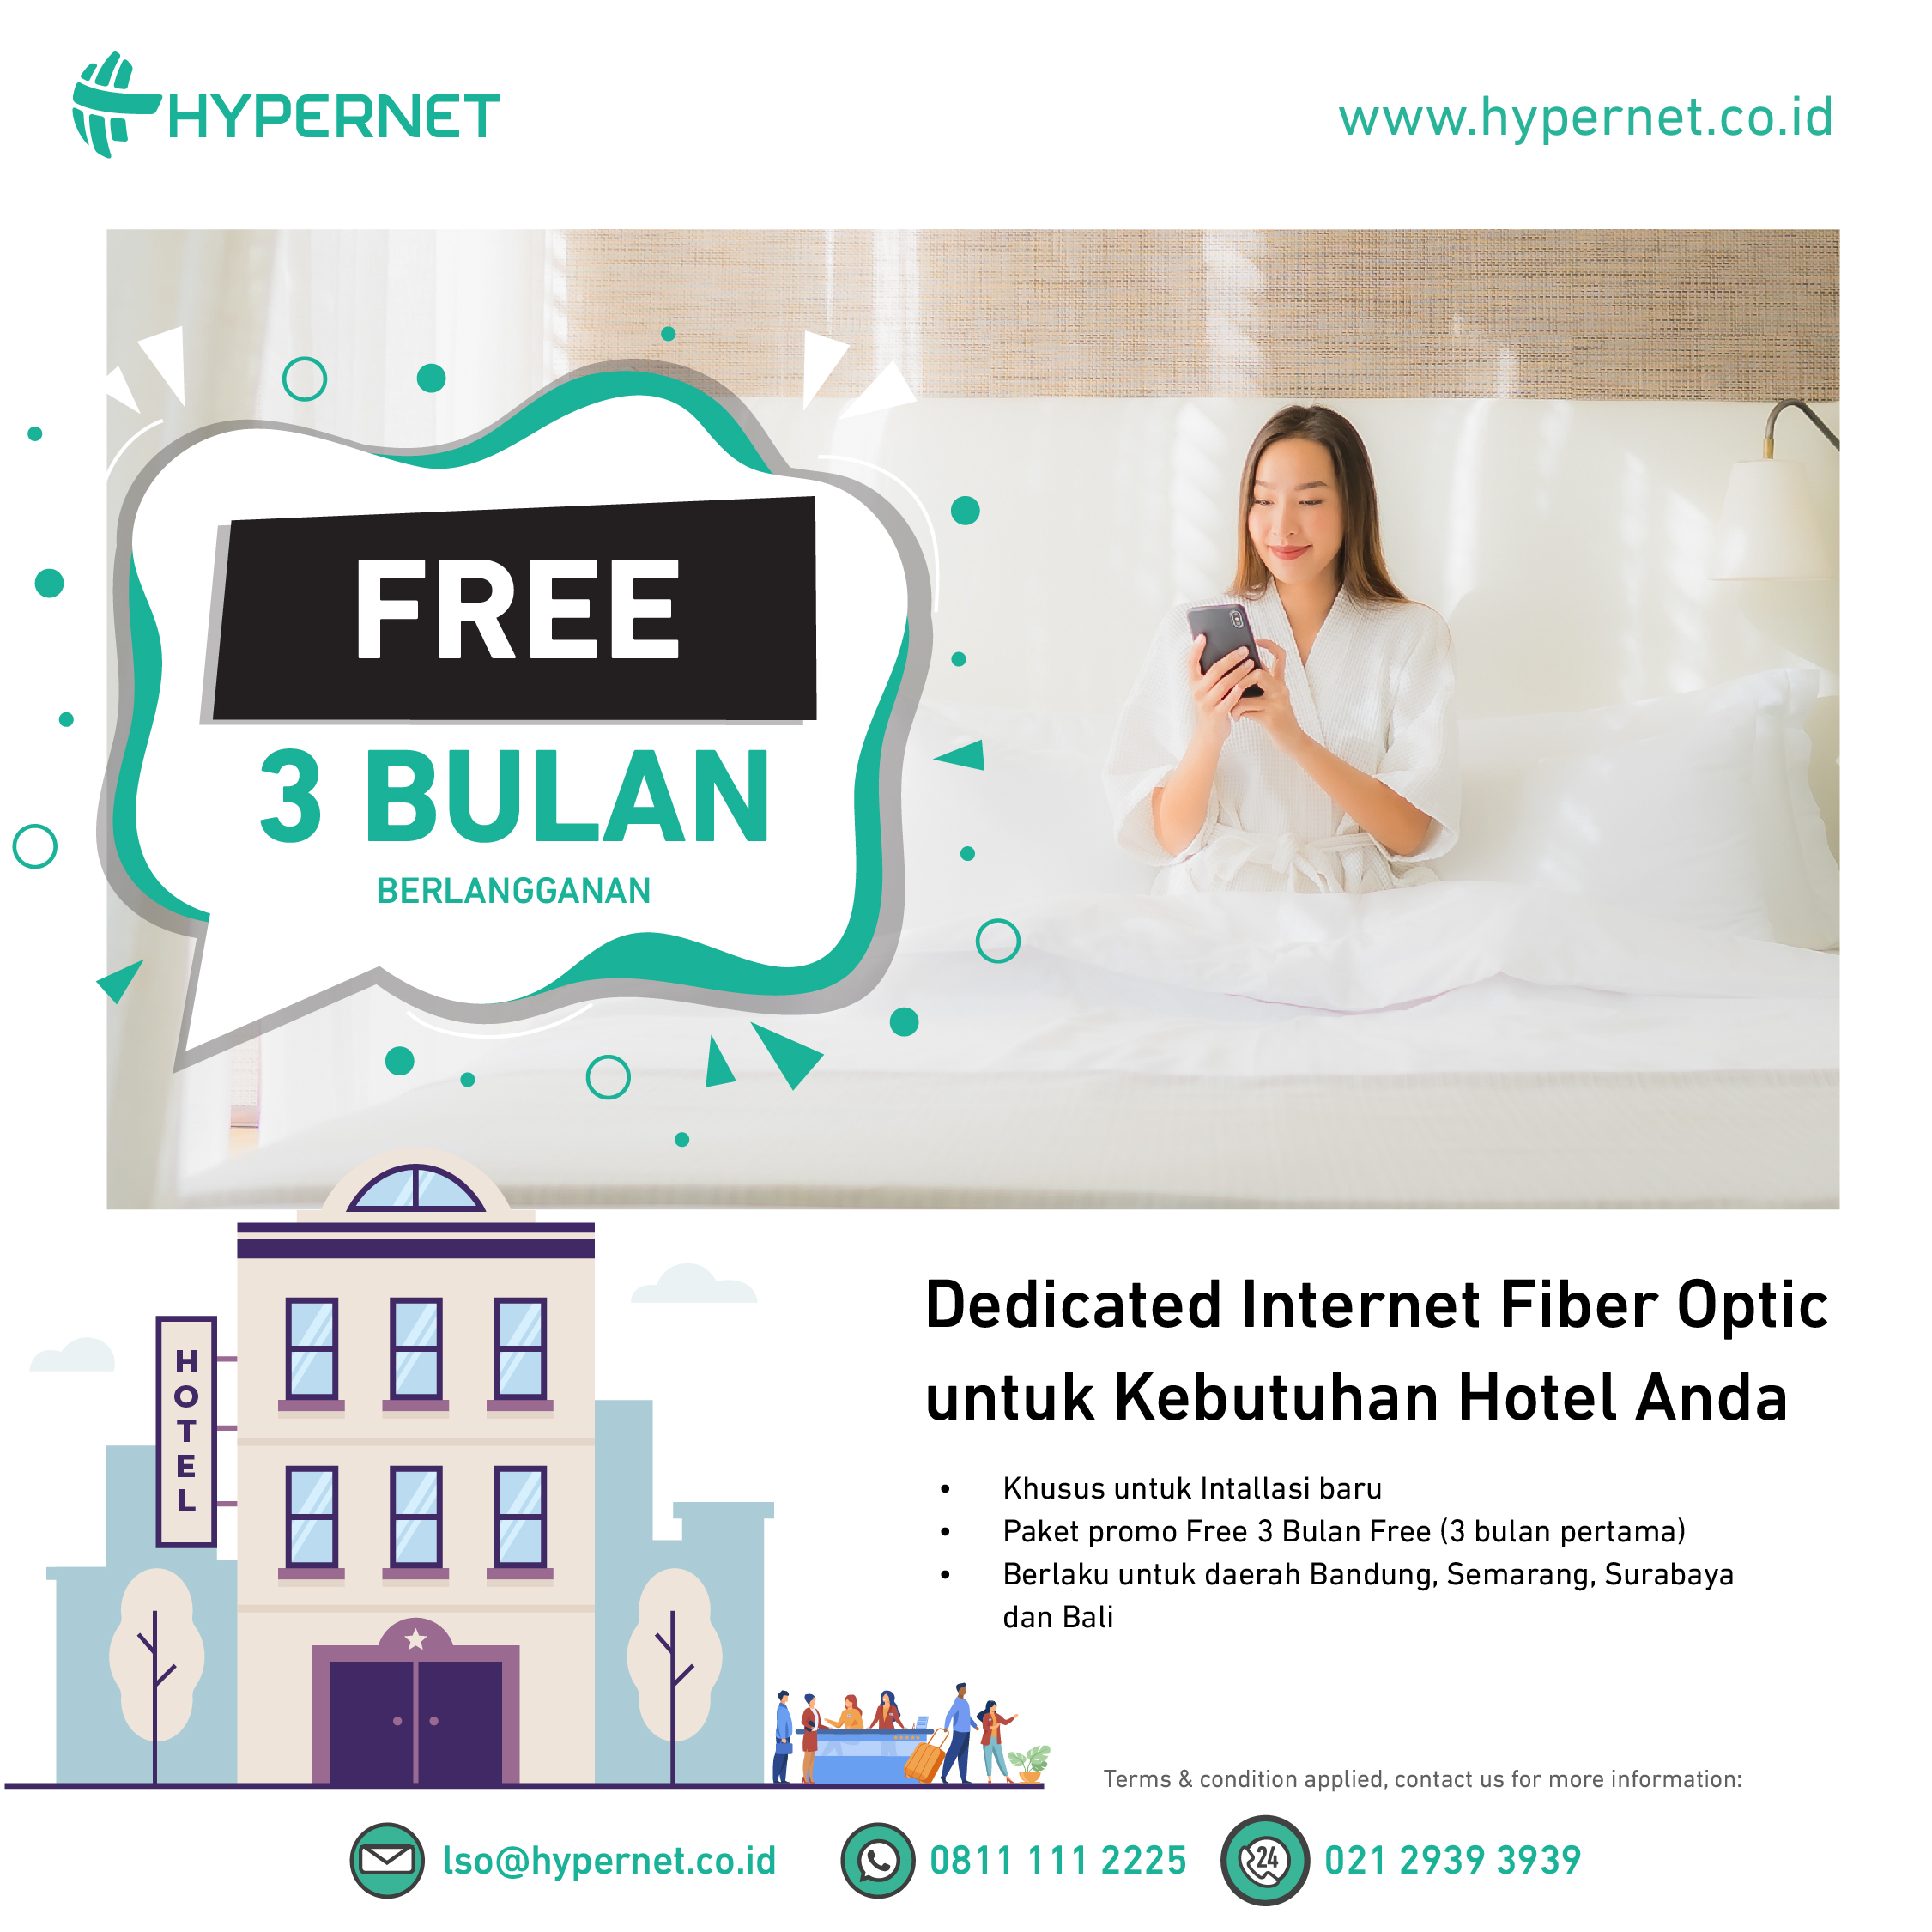 HYPERNET
www.hypernet.co.id
FREE
3 BULAN
BERLANGGANAN
HOTEL
Dedicated Internet Fiber Optic
untuk Kebutuhan Hotel Anda
• Khusus untuk Intallasi baru
• Paket promo Free 3 Bulan Free (3 bulan pertama)
• Berlaku untuk daerah Bandung, Semarang, Surabaya
dan Bali
Terms & condition applied, contact us for more information:
lso@hypernet.co.id
0811 111 2225
24
021 2939 3939